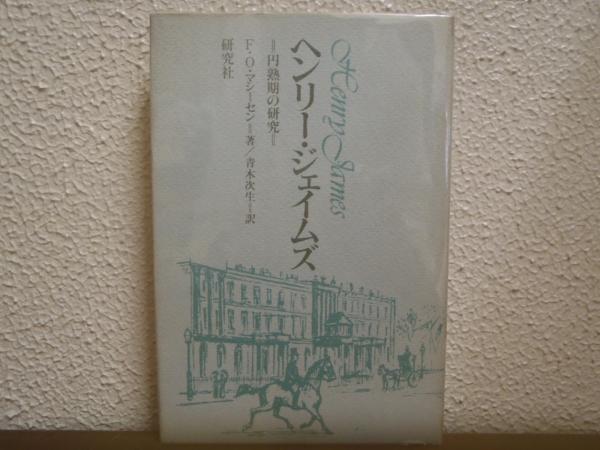 Henry James
ヘンリー・ジェイムズ
=円熟期の研究=
F・O・マシーセン=著/青木次生=訳
研究社